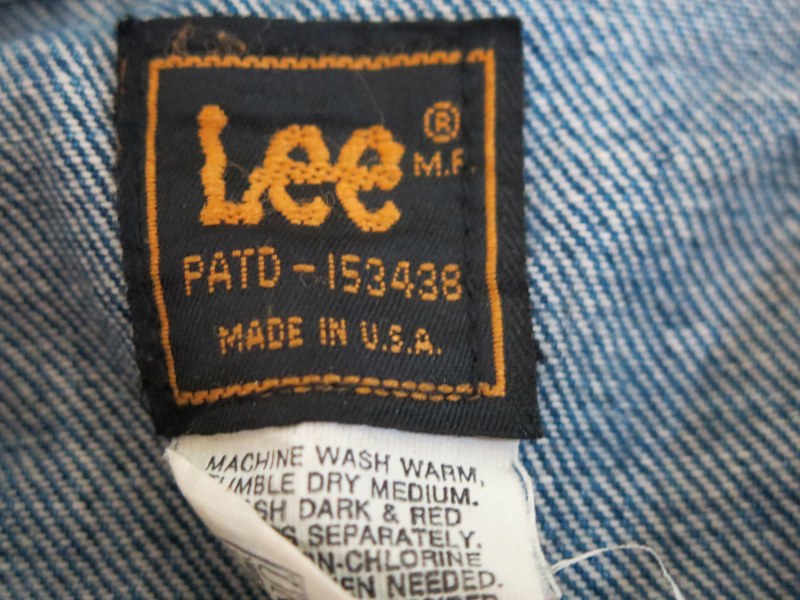 Lee ®
M.R.
PATD-153438
MADE IN U.S.A.
MACHINE WASH WARM,
TUMBLE DRY MEDIUM.
DARK & RED
SEPARATELY.
NON-CHLORINE
NEEDED.